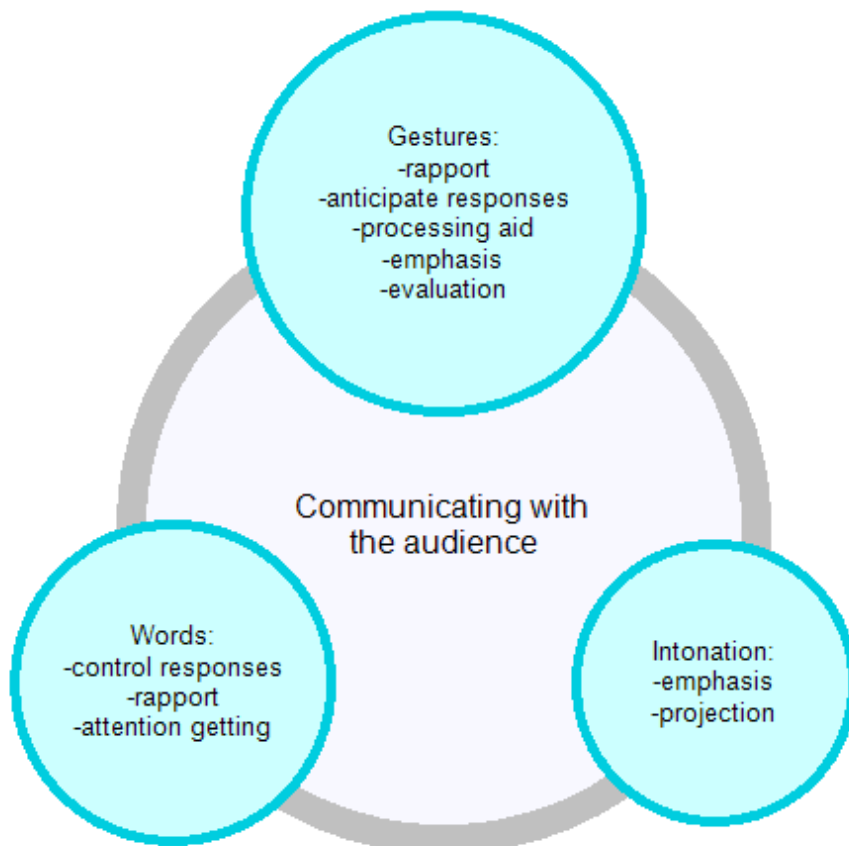 Gestures:
-rapport
-anticipate responses
-processing aid
-emphasis
-evaluation
Communicating with
the audience
Words:
-control responses
-rapport
-attention getting
Intonation:
-emphasis
-projection